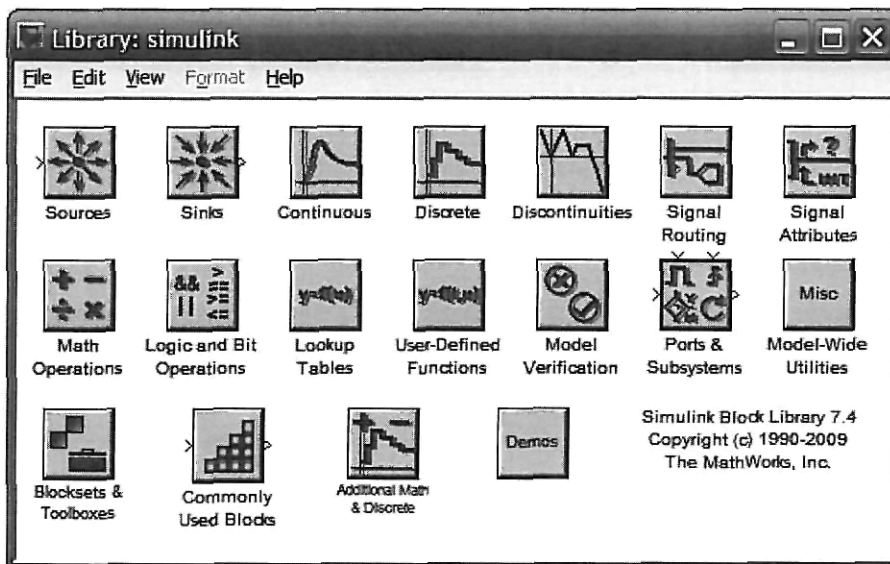 Library: simulink
File Edit View Format Help
Sources
Sinks
Continuous
Discrete
Discontinuities
Signal
Routing
Signal
Attributes
Math
Operations
Logic and Bit
Operations
Lookup
Tables
User-Defined
Functions
Model
Verification
Ports &
Subsystems
Misc
Model-Wide
Utilities
Blocksets &
Toolboxes
Commonly
Used Blocks
Additional Math
& Discrete
Demos
Simulink Block Library 7.4
Copyright (c) 1990-2009
The MathWorks, Inc.